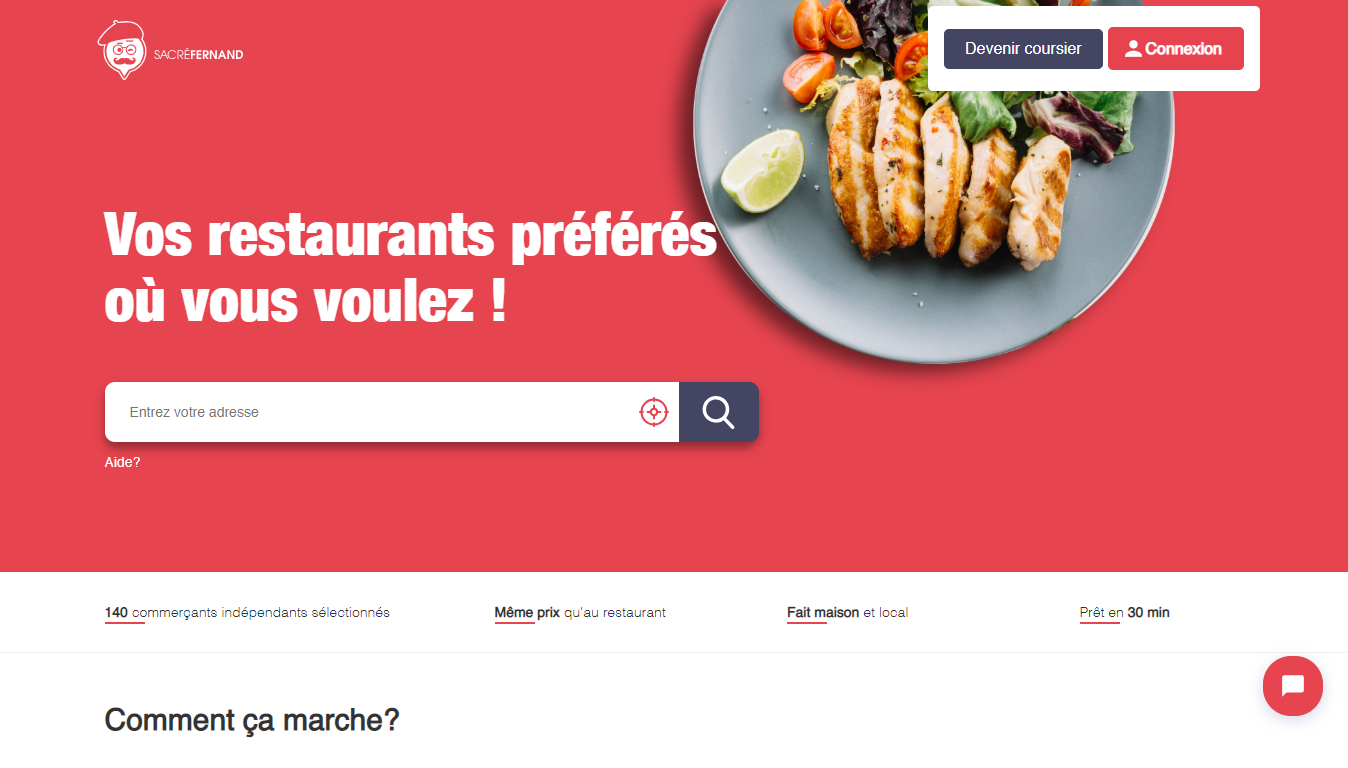 SACRÉFERNAND
Devenir coursier
Connexion
Vos restaurants préférés
où vous voulez !
Entrez votre adresse
Aide?
140 commerçants indépendants sélectionnés
Même prix qu'au restaurant
Fait maison et local
Prêt en 30 min
Comment ça marche?